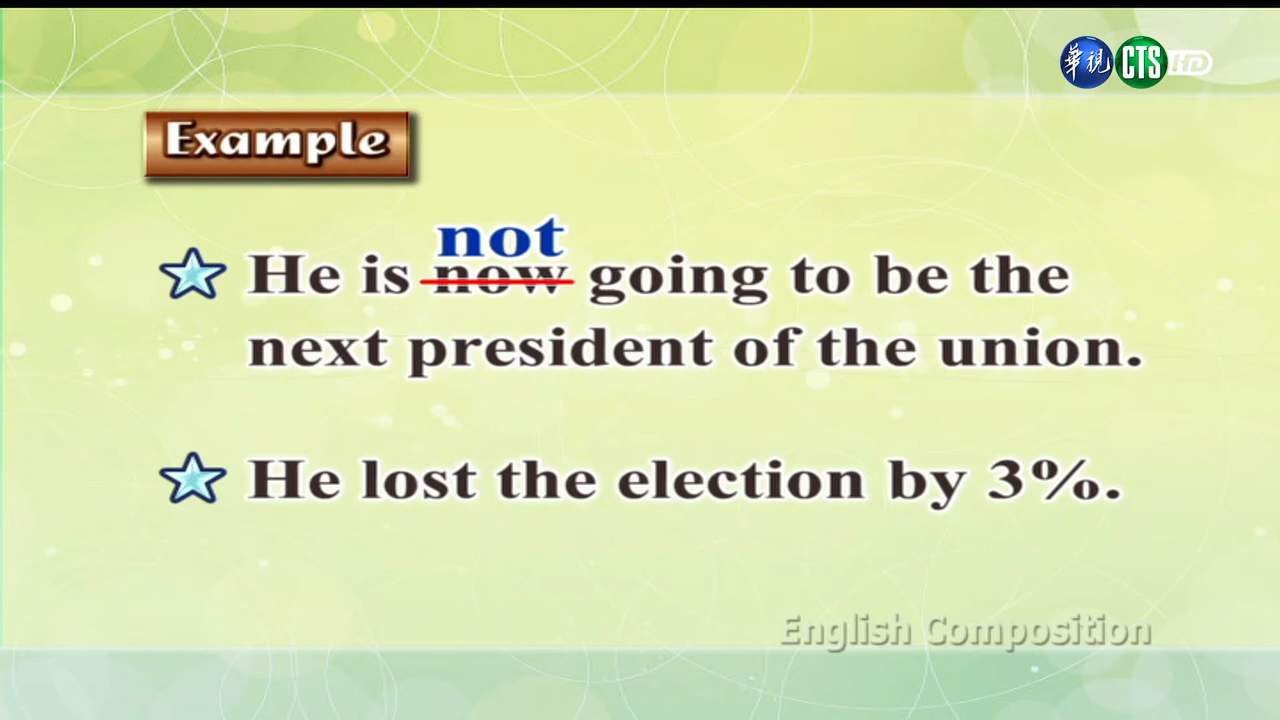 華視 CTS HD
Example
not
He is now going to be the
next president of the union.
He lost the election by 3%.
English Composition